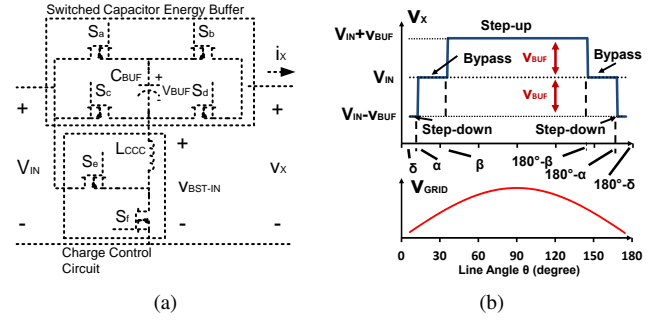 Switched Capacitor Energy Buffer
Sa
Sb
iX
CBUF
+
VBUF
-
Sc
Sd
+
+
LCCC
+
VIN
Se
vBST-IN
vX
Sf
-
-
-
Charge Control
Circuit
(a)
VX
VIN+vBUF
Step-up
Bypass
vBUF
Bypass
VIN
vBUF
VIN-vBUF
Step-down
Step-down
δ
α
β
180°-β
180°-α
180°-δ
VGRID
0
30
60
90
120
150
180
Line Angle θ (degree)
(b)